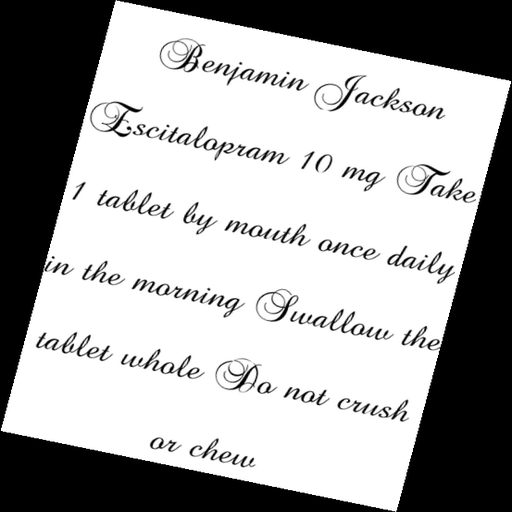 Benjamin Jackson
Escitalopram 10 mg Take
1 tablet by mouth once daily
in the morning Swallow the
tablet whole Do not crush
or chew